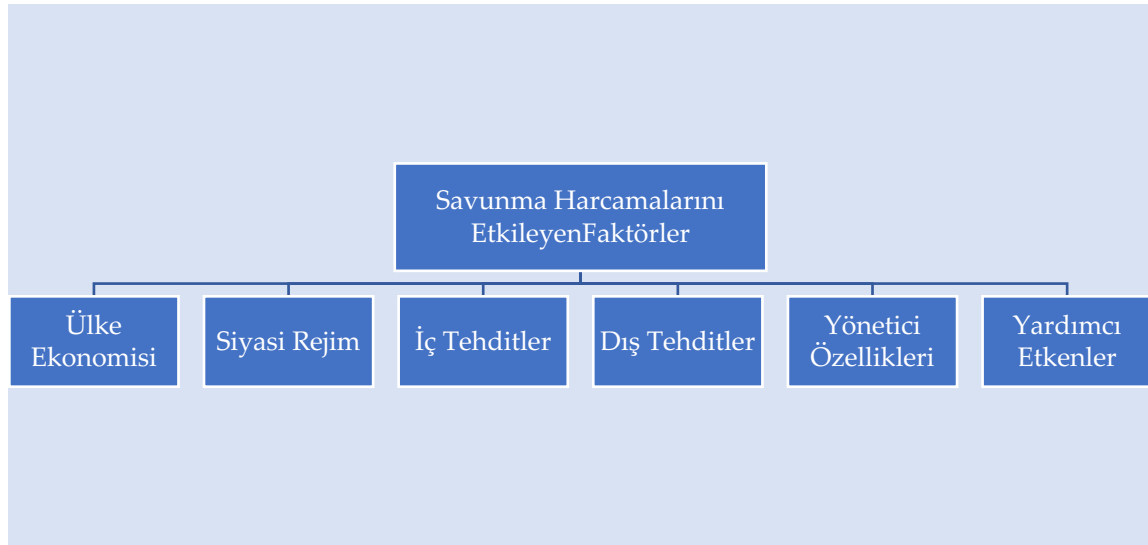 Savunma Harcamalarını
EtkileyenFaktörler
Ülke
Ekonomisi
Siyasi Rejim
İç Tehditler
Dış Tehditler
Yönetici
Özellikleri
Yardımcı
Etkenler